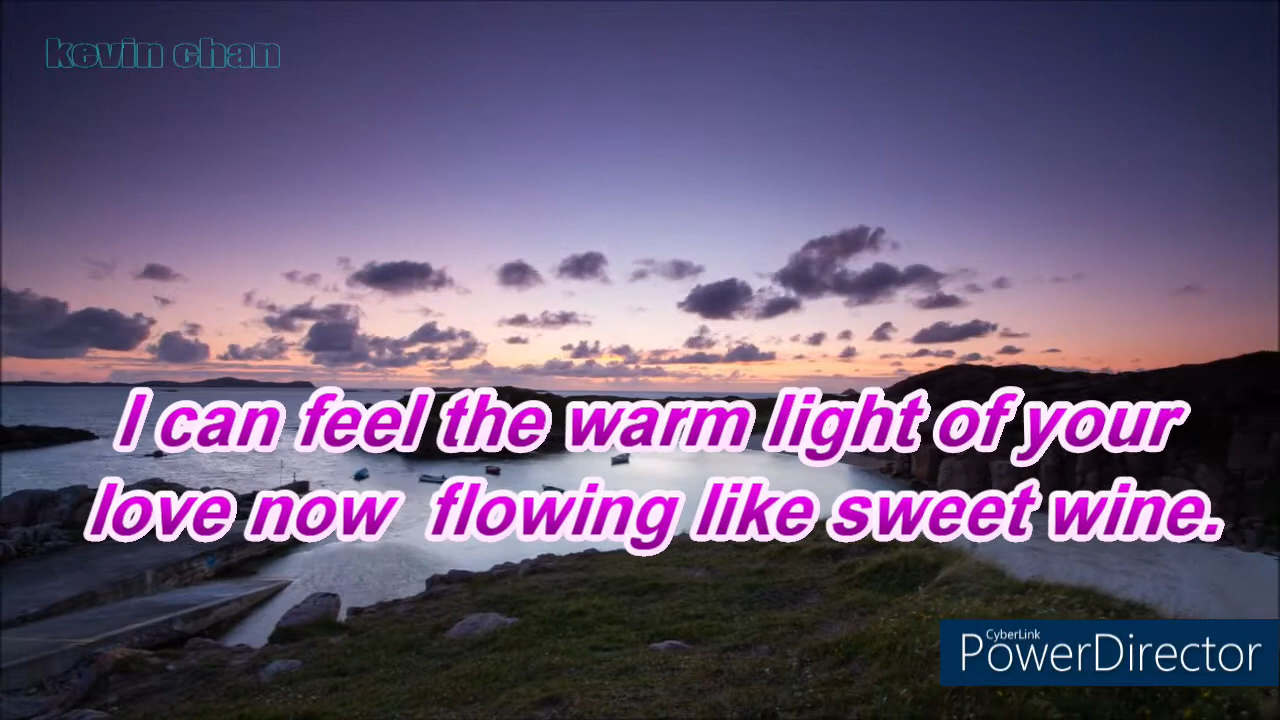 kevin chan
I can feel the warm light of your
love now  flowing like sweet wine.
CyberLink
PowerDirector